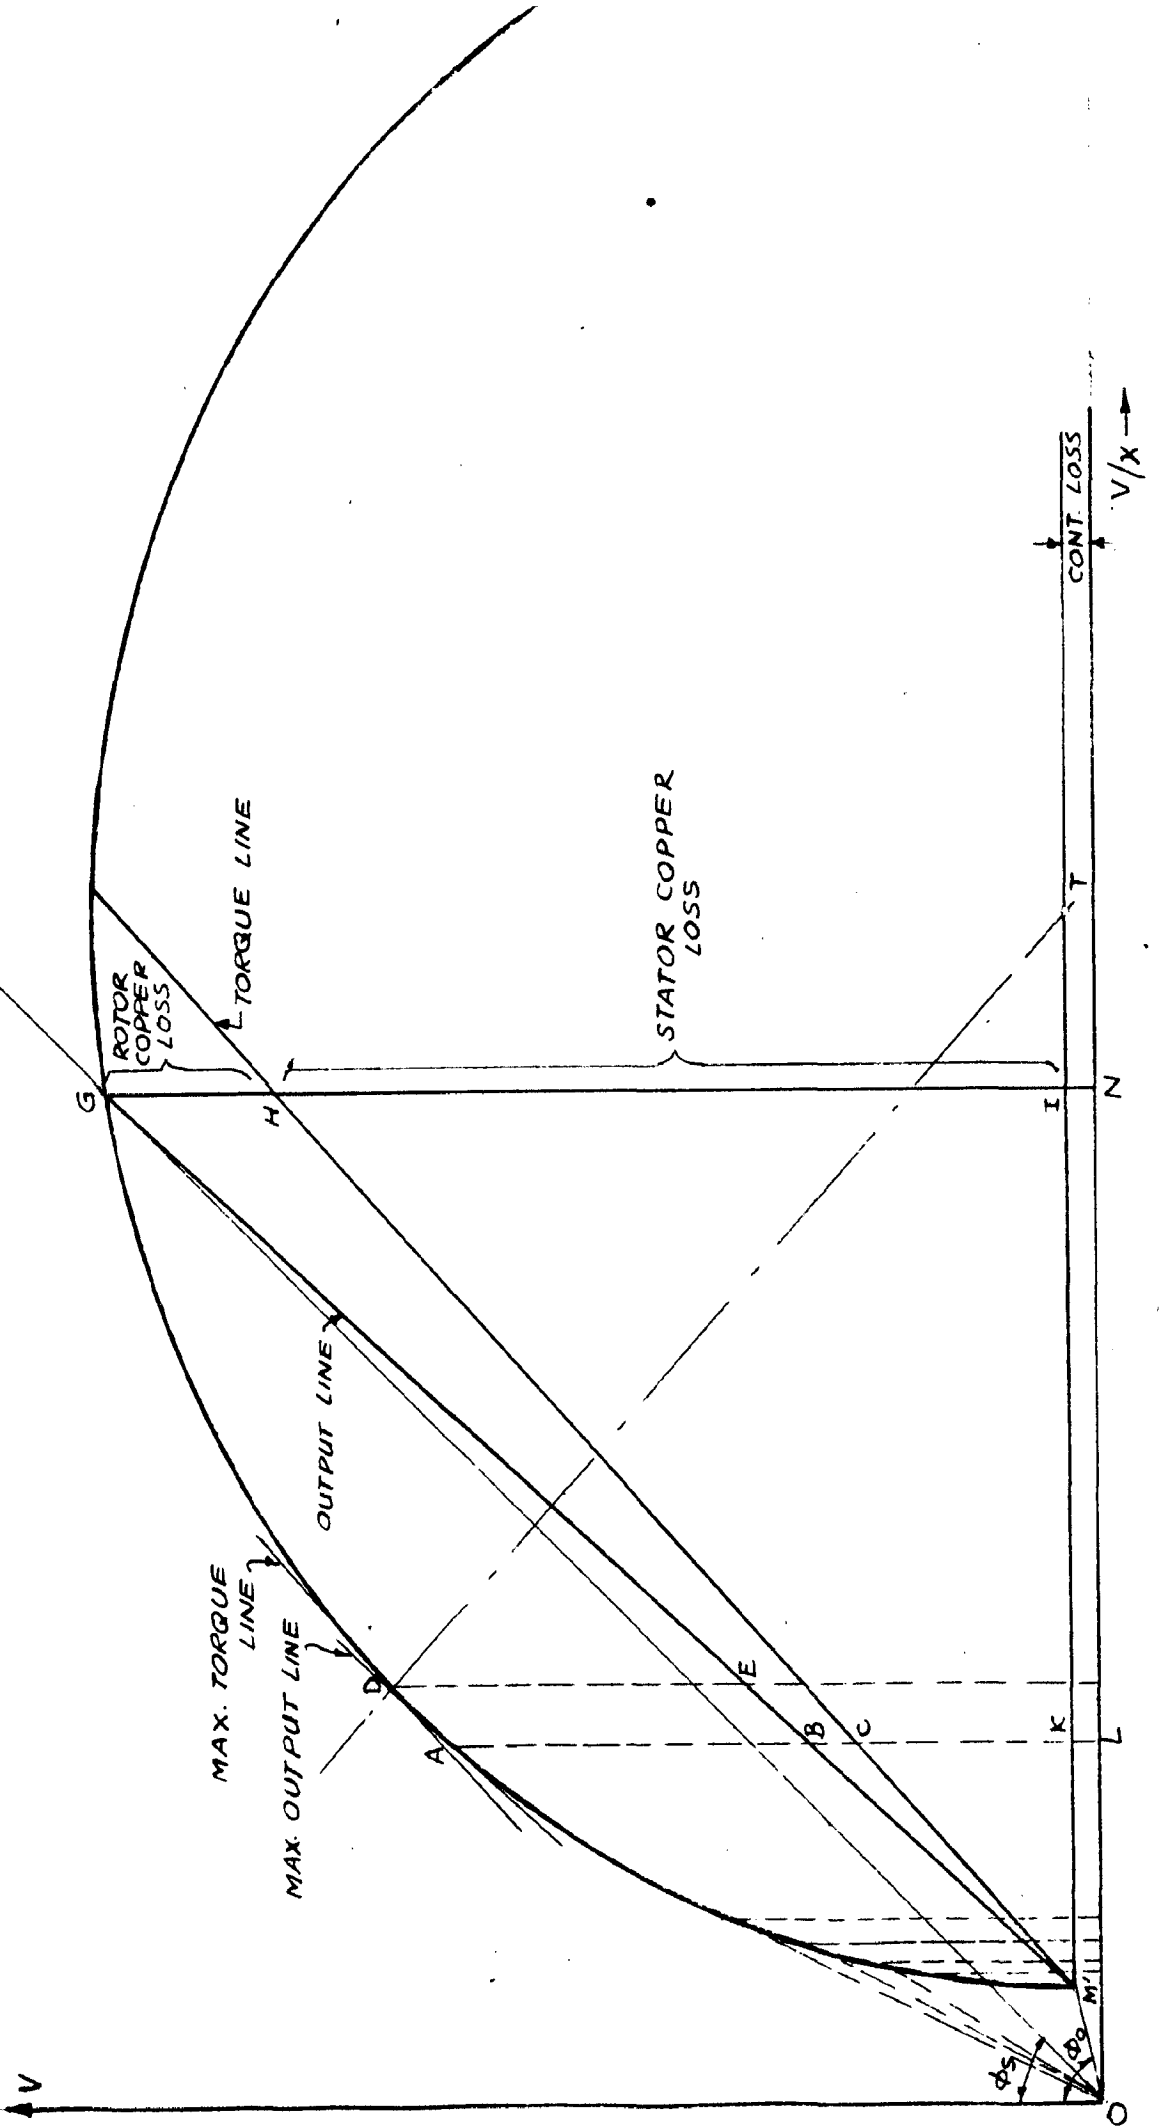 V
G
ROTOR
COPPER
LOSS
TORQUE LINE
H
OUTPUT LINE
STATOR COPPER
LOSS
MAX. TORQUE
LINE
MAX. OUTPUT LINE
D
A
E
B
C
K
L
I
N
T
CONT. LOSS
V/X
M'
ΦS
Φo
O